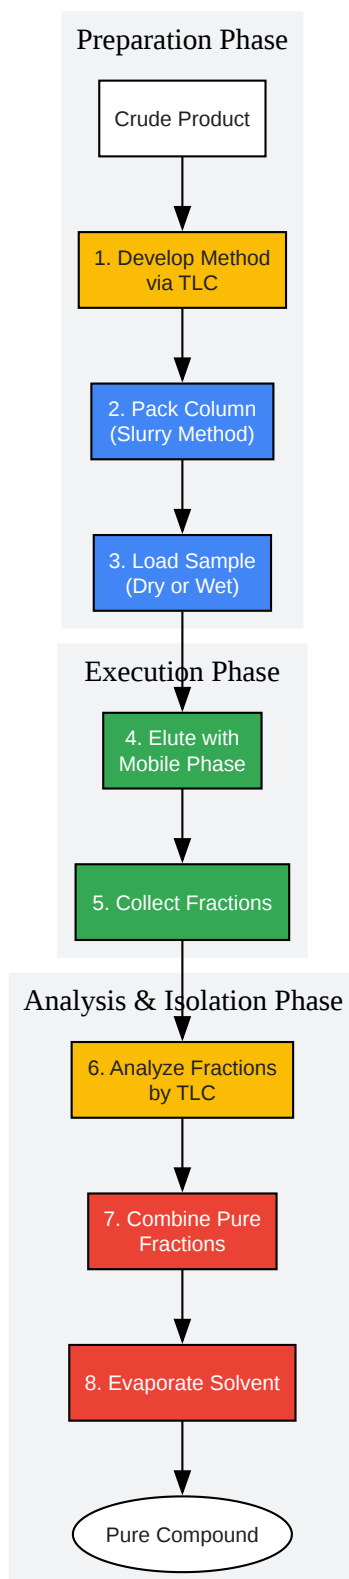 Preparation Phase
Crude Product
1. Develop Method
via TLC
2. Pack Column
(Slurry Method)
3. Load Sample
(Dry or Wet)
Execution Phase
4. Elute with
Mobile Phase
5. Collect Fractions
Analysis & Isolation Phase
6. Analyze Fractions
by TLC
7. Combine Pure
Fractions
8. Evaporate Solvent
Pure Compound